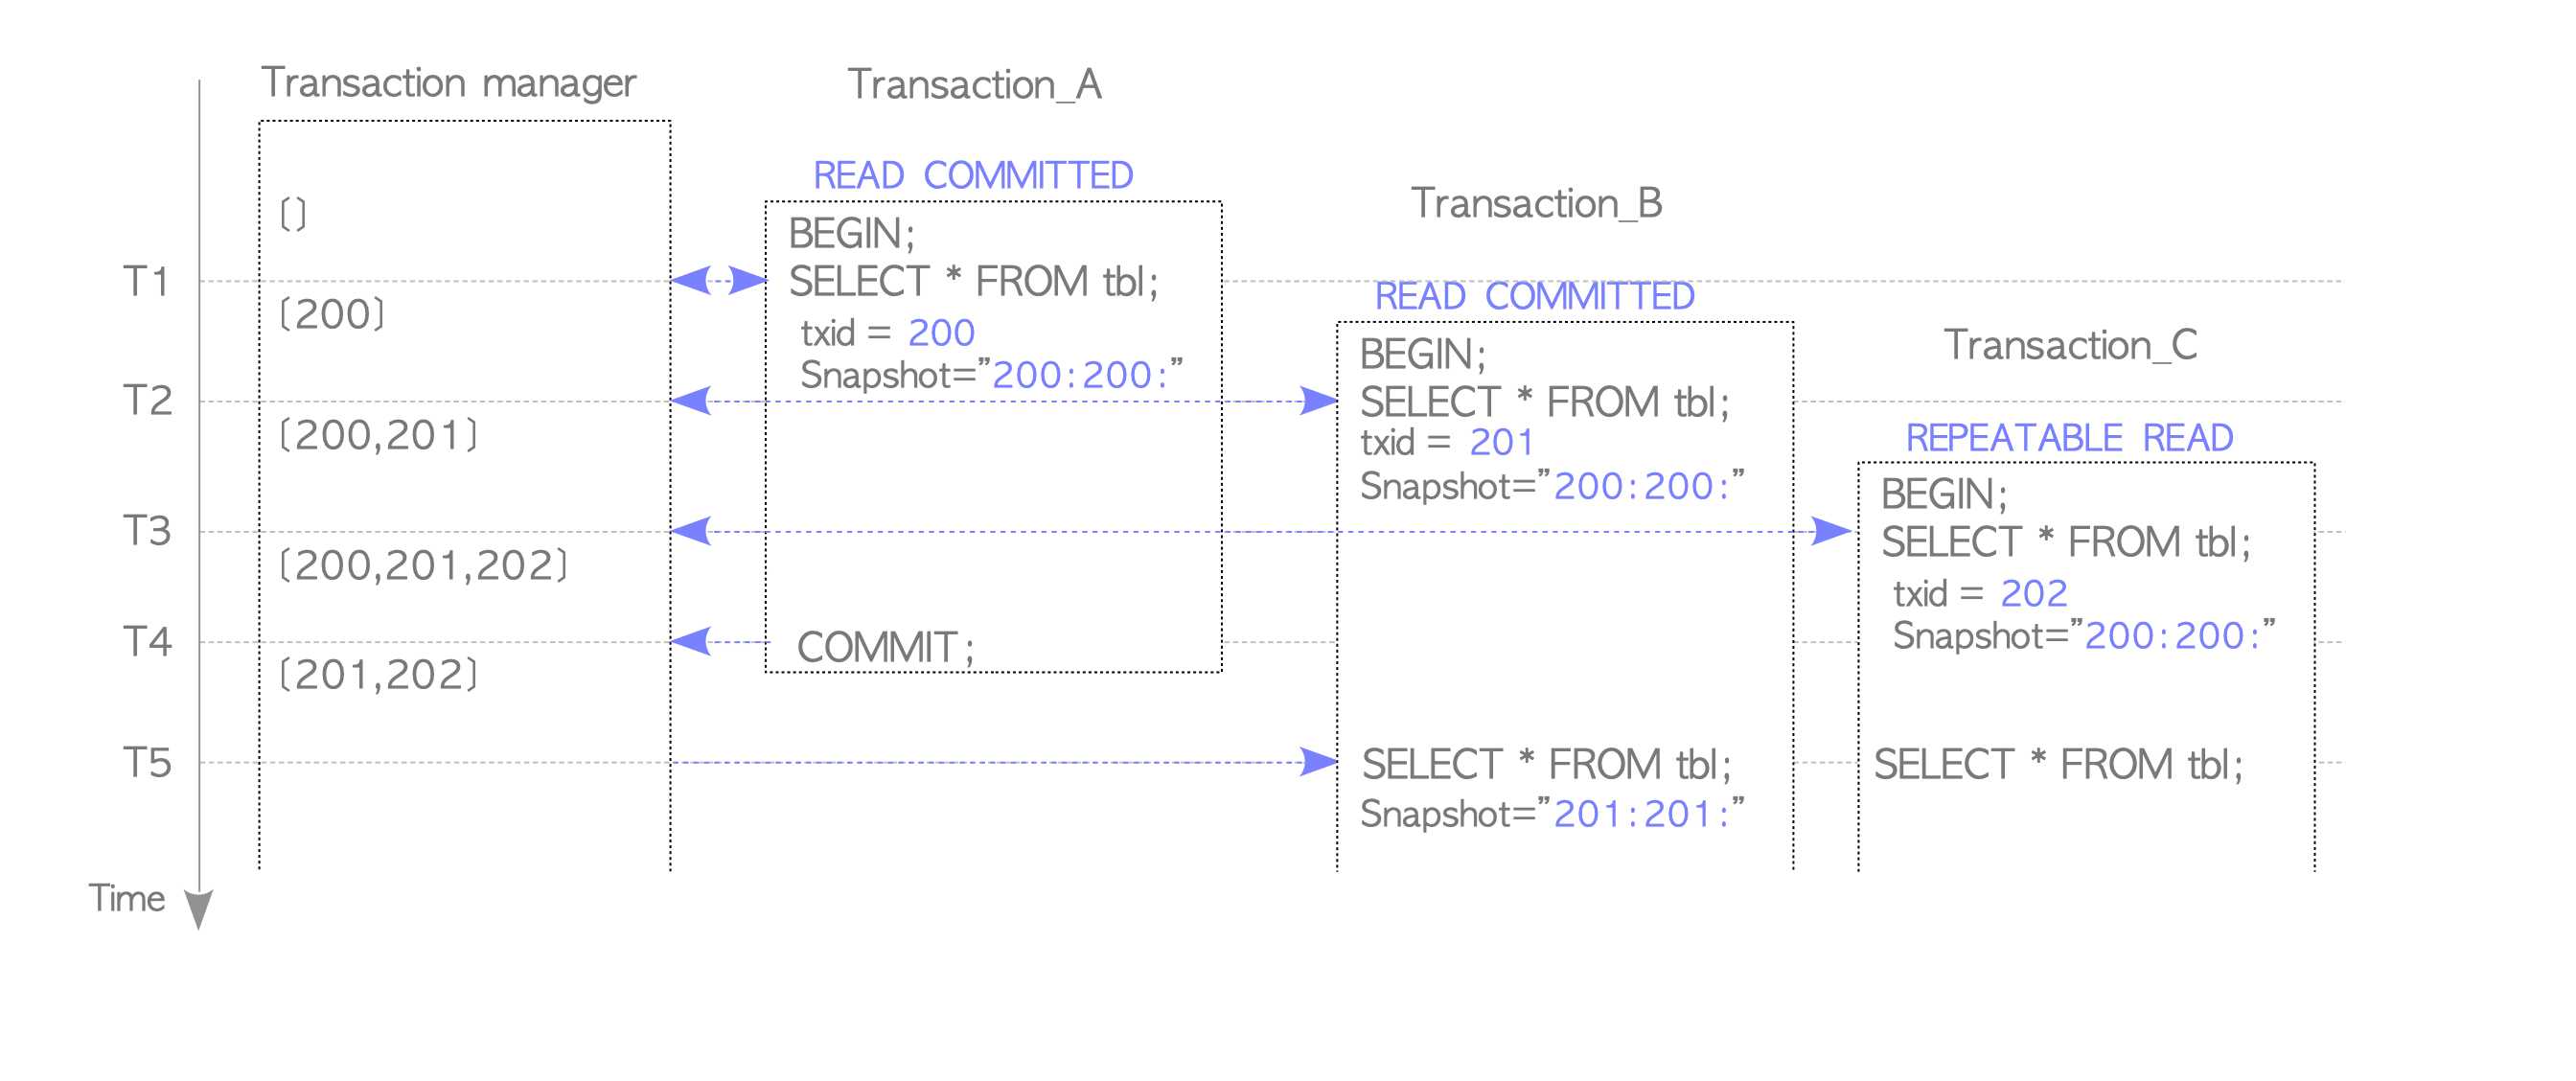 Transaction manager
Transaction_A
READ COMMITTED
Transaction_B
[]
BEGIN;
T1
SELECT * FROM tbl;
READ COMMITTED
[200]
txid = 200
Transaction_C
BEGIN;
Snapshot="200:200:"
T2
SELECT * FROM tbl;
[200,201]
txid = 201
REPEATABLE READ
Snapshot="200:200:"
BEGIN;
T3
SELECT * FROM tbl;
[200,201,202]
txid = 202
T4
COMMIT;
Snapshot="200:200:"
[201,202]
T5
SELECT * FROM tbl;
SELECT * FROM tbl;
Snapshot="201:201:"
Time